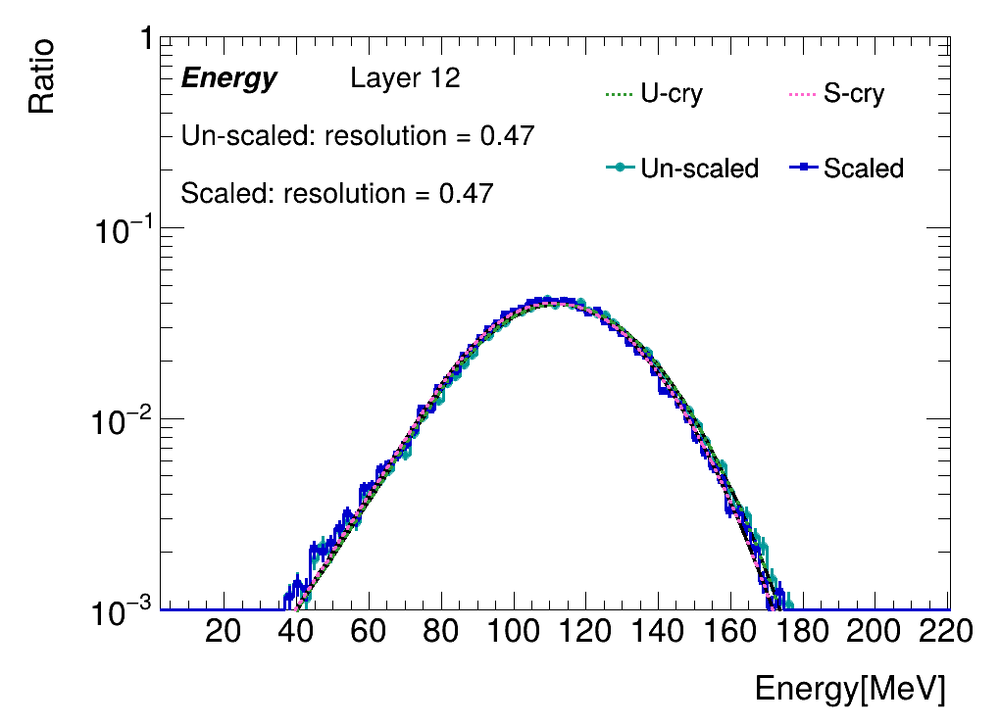 Ratio
Energy Layer 12
Un-scaled: resolution = 0.47
Scaled: resolution = 0.47
U-cry S-cry
Un-scaled Scaled
1
10⁻¹
10⁻²
10⁻³
20 40 60 80 100 120 140 160 180 200 220
Energy[MeV]